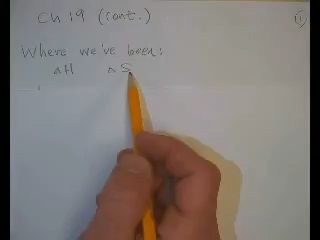 Ch 19 (cont.)
Where we've been:
ΔH ΔS